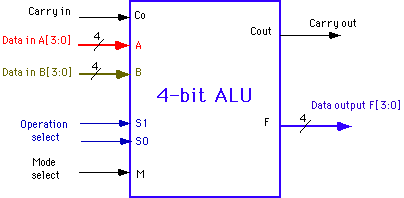 Carry in
Co
Data in A[3:0]
4
A
Data in B[3:0]
4
B
4-bit ALU
Cout
Carry out
Operation
select
S1
S0
F
4
Data output F[3:0]
Mode
select
M